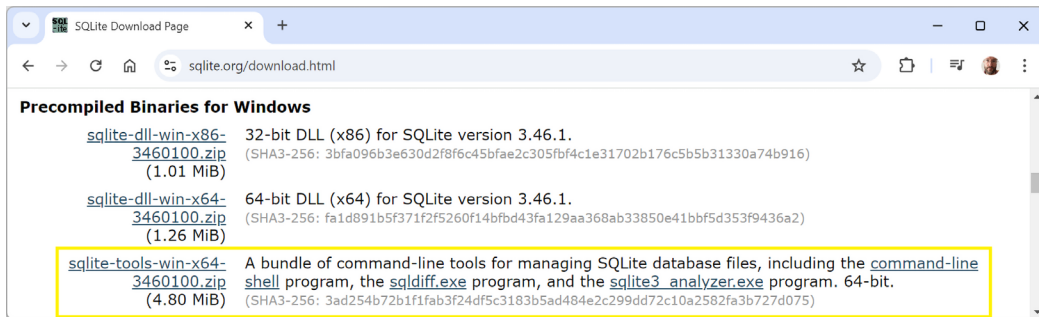 SQLite Download Page
sqlite.org/download.html
Precompiled Binaries for Windows
sqlite-dll-win-x86-
3460100.zip
(1.01 MiB)
32-bit DLL (x86) for SQLite version 3.46.1.
(SHA3-256: 3bfa096b3e630d2f8f6c45bfae2c305fbf4c1e31702b176c5b5b31330a74b916)
sqlite-dll-win-x64-
3460100.zip
(1.26 MiB)
64-bit DLL (x64) for SQLite version 3.46.1.
(SHA3-256: fa1d891b5f371f2f5260f14bfbd43fa129aa368ab33850e41bbf5d353f9436a2)
sqlite-tools-win-x64-
3460100.zip
(4.80 MiB)
A bundle of command-line tools for managing SQLite database files, including the command-line
shell program, the sqldiff.exe program, and the sqlite3_analyzer.exe program. 64-bit.
(SHA3-256: 3ad254b72b1f1fab3f24df5c3183b5ad484e2c299dd72c10a2582fa3b727d075)